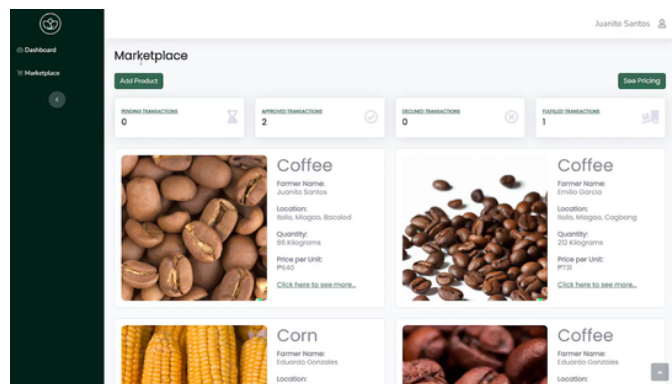 Juanito Santos
Dashboard
Marketplace
Marketplace
Add Product
See Pricing
PENDING TRANSACTIONS
0
APPROVED TRANSACTIONS
2
DECLINED TRANSACTIONS
0
FULFILLED TRANSACTIONS
1
Coffee
Farmer Name:
Juanito Santos
Location:
Iloilo, Miagao, Bacolod
Quantity:
86 Kilograms
Price per Unit:
₱640
Click here to see more...
Coffee
Farmer Name:
Emilio Garcia
Location:
Iloilo, Miagao, Cagbang
Quantity:
212 Kilograms
Price per Unit:
₱731
Click here to see more...
Corn
Farmer Name:
Eduardo Gonzales
Location:
Coffee
Farmer Name:
Eduardo Gonzales
Location: